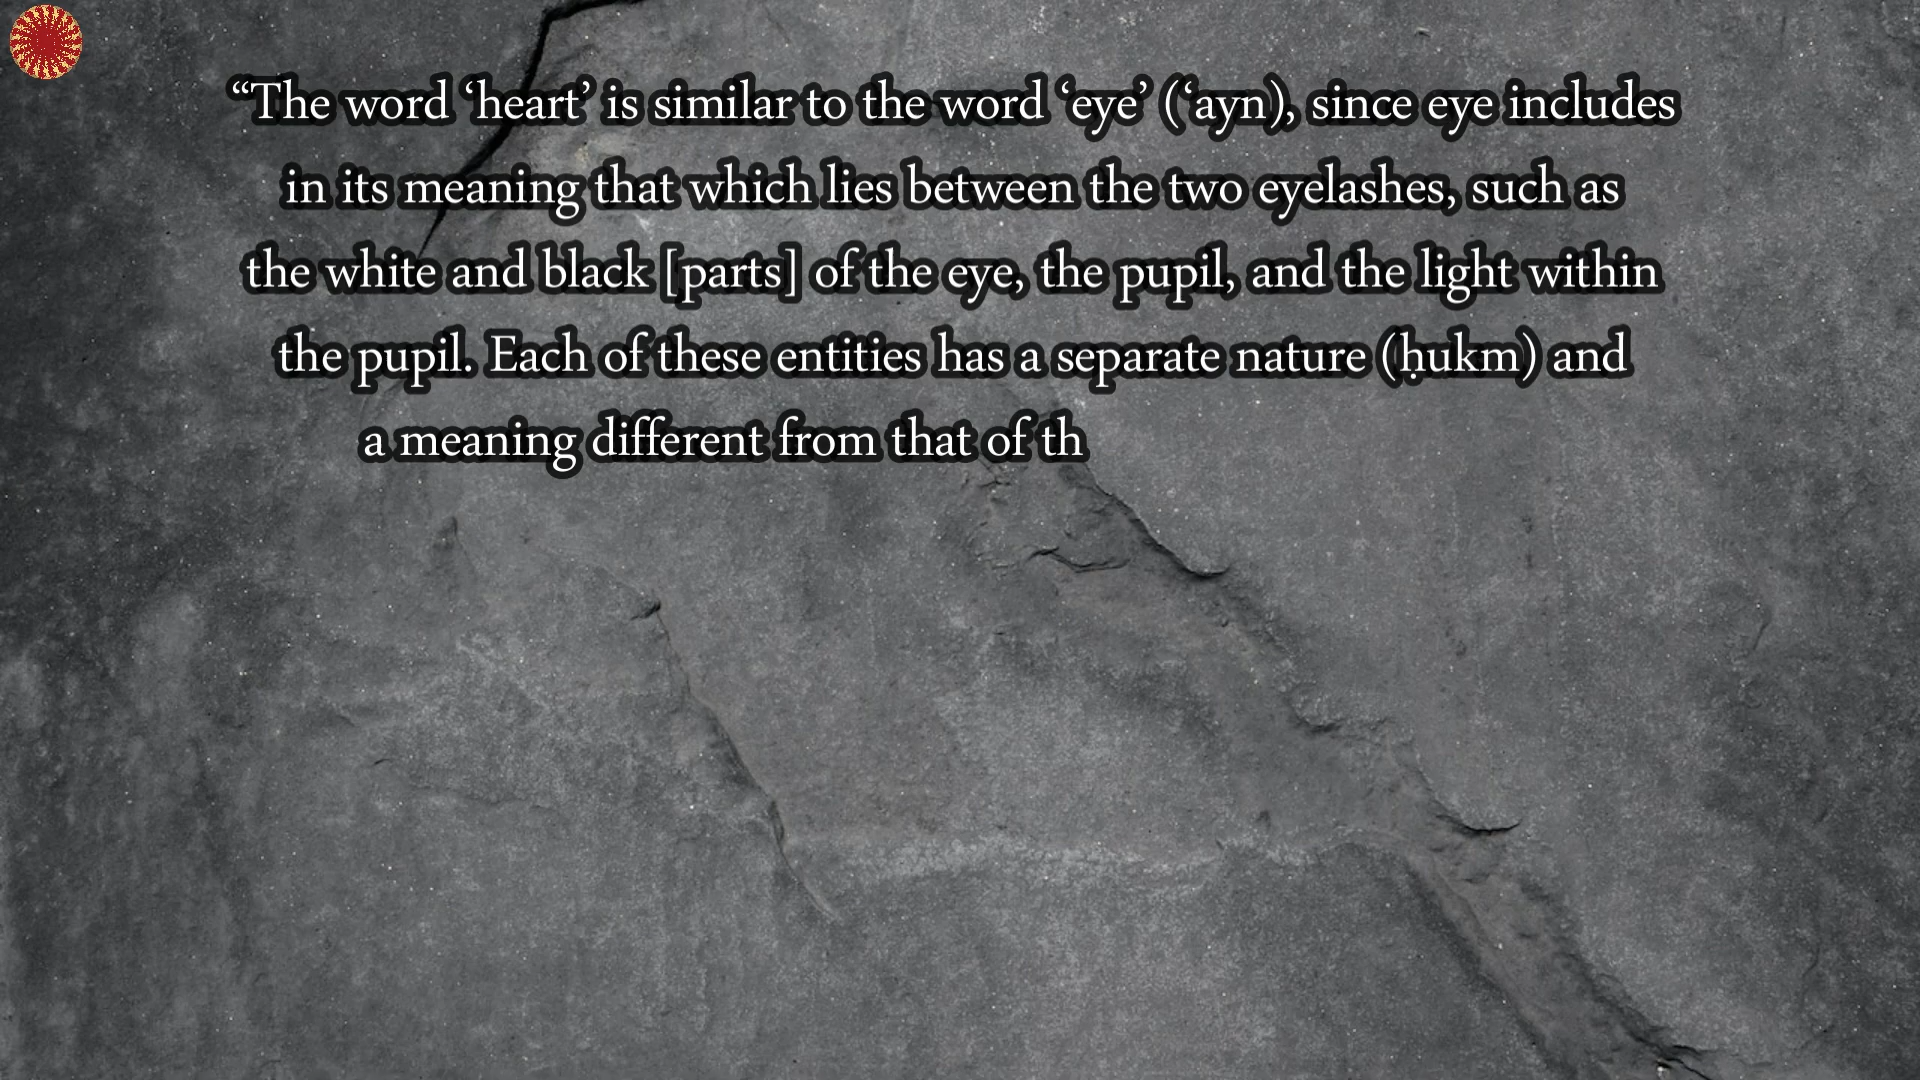 “The word ‘heart’ is similar to the word ‘eye’ (‘ayn), since eye includes
in its meaning that which lies between the two eyelashes, such as
the white and black [parts] of the eye, the pupil, and the light within
the pupil. Each of these entities has a separate nature (ḥukm) and
a meaning different from that of th